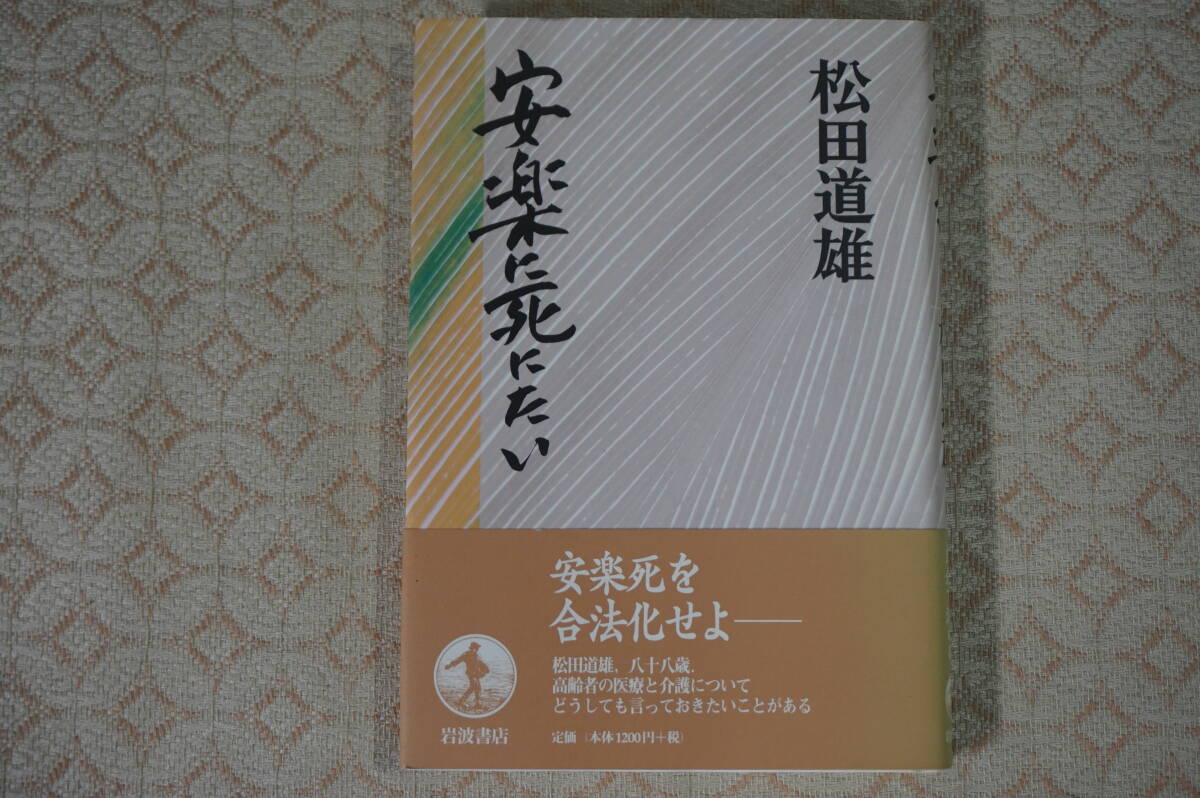 松田道雄
安楽に死にたい
安楽死を
合法化せよ――
松田道雄、八十八歳.
高齢者の医療と介護について
どうしても言っておきたいことがある
岩波書店
定価(本体1200円+税)